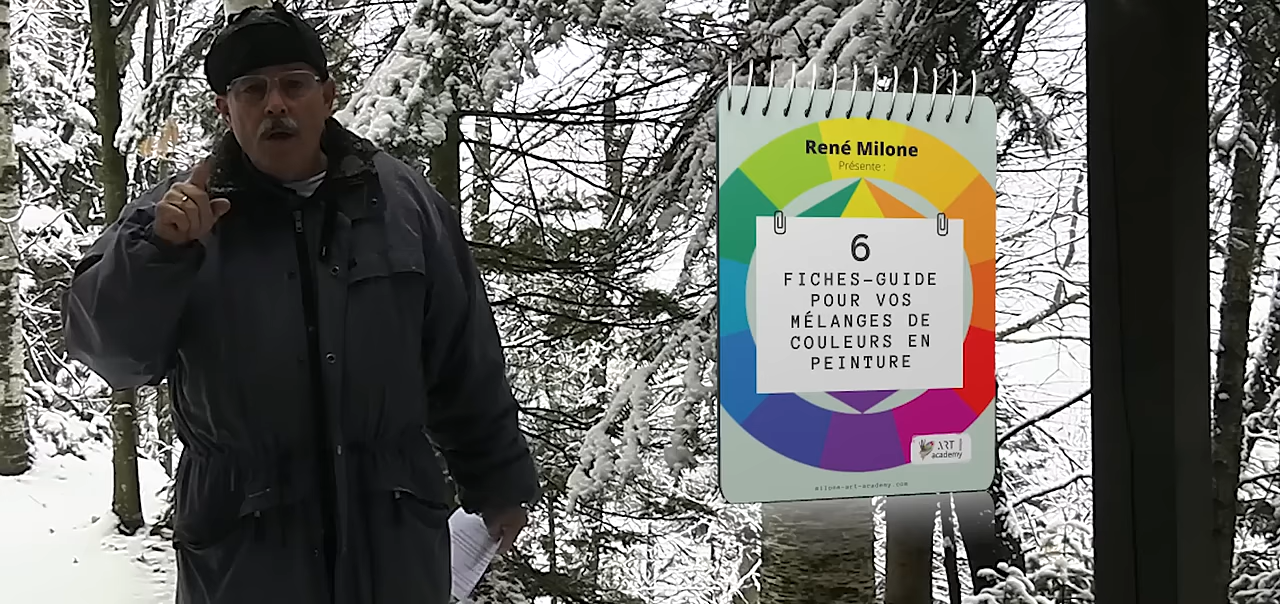 René Milone
Présente :
6
FICHES-GUIDE
POUR VOS
MÉLANGES DE
COULEURS EN
PEINTURE
ART
academy
milone-art-academy.com